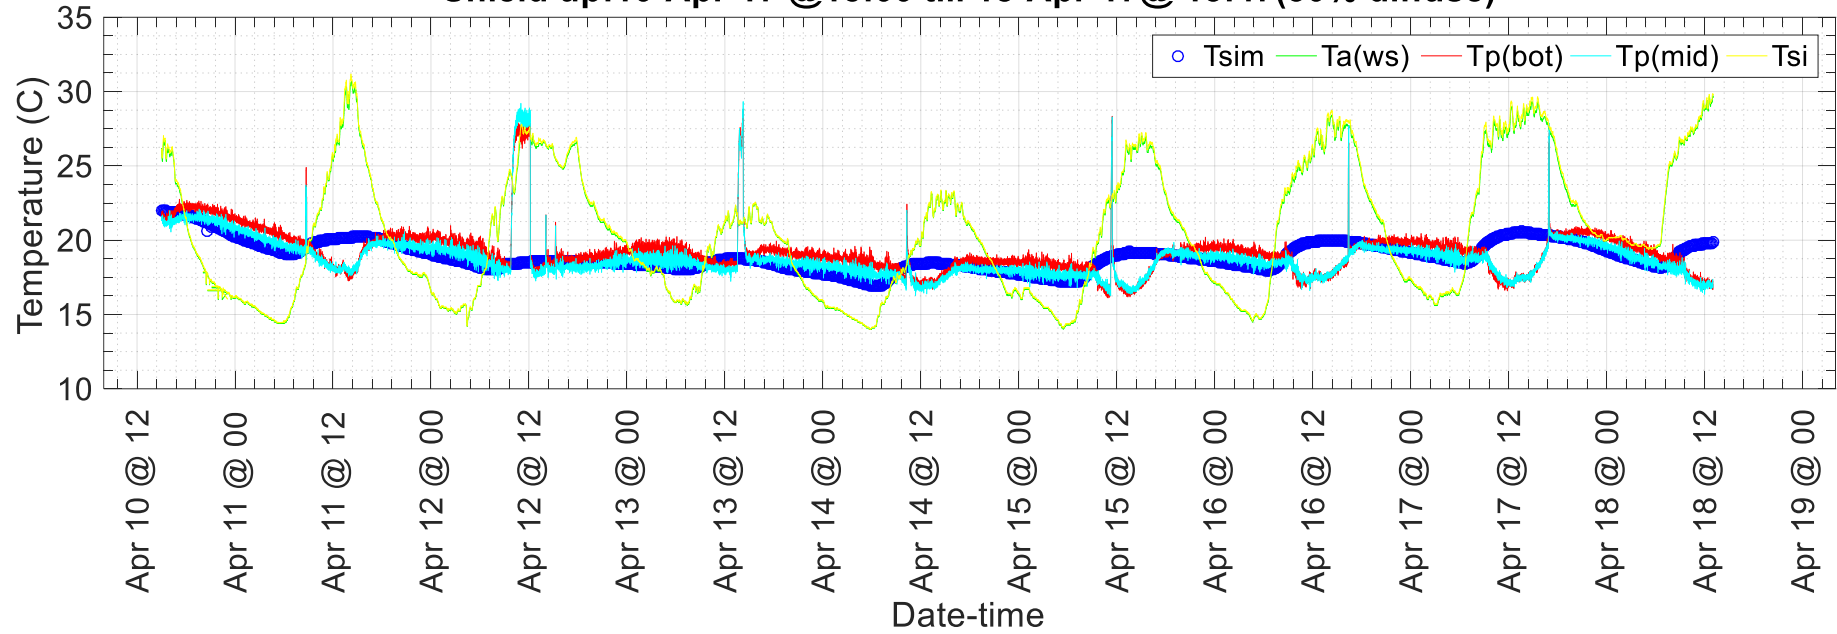 35
30
25
20
15
10
Temperature (C)
Tsim Ta(ws) Tp(bot) Tp(mid) Tsi
Apr 10 @ 12
Apr 11 @ 00
Apr 11 @ 12
Apr 12 @ 00
Apr 12 @ 12
Apr 13 @ 00
Apr 13 @ 12
Apr 14 @ 00
Apr 14 @ 12
Apr 15 @ 00
Apr 15 @ 12
Apr 16 @ 00
Apr 16 @ 12
Apr 17 @ 00
Apr 17 @ 12
Apr 18 @ 00
Apr 18 @ 12
Apr 19 @ 00
Date-time